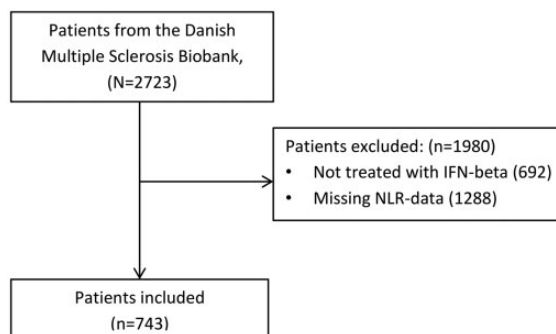 Patients from the Danish
Multiple Sclerosis Biobank,
(N=2723)
Patients excluded: (n=1980)
• Not treated with IFN-beta (692)
• Missing NLR-data (1288)
Patients included
(n=743)